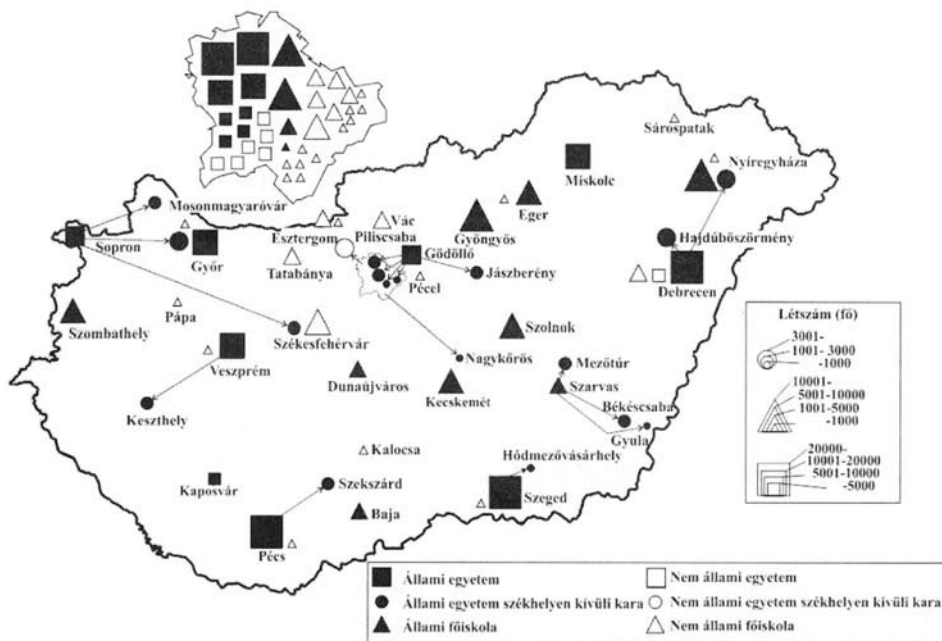 Sárospatak
Nyíregyháza
Miskolc
Mosonmagyaróvár
Eger
Vác
Esztergom
Piliscsaba
Gyöngyös
Hajdúböszörmény
Sopron
Győr
Tatabánya
Gödöllő
Jászberény
Pécel
Debrecen
Szombathely
Pápa
Székesfehérvár
Szolnok
Veszprém
Nagykőrös
Mezőtúr
Dunaújváros
Kecskemét
Szarvas
Keszthely
Békéscsaba
Gyula
Kalocsa
Hódmezővásárhely
Kaposvár
Szekszárd
Szeged
Baja
Pécs
Létszám (fő)
3001-
1001- 3000
-1000
10001-
5001-10000
1001-5000
-1000
20000-
10001-20000
5001-10000
-5000
Állami egyetem
Állami egyetem székhelyen kívüli kara
Állami főiskola
Nem állami egyetem
Nem állami egyetem székhelyen kívüli kara
Nem állami főiskola